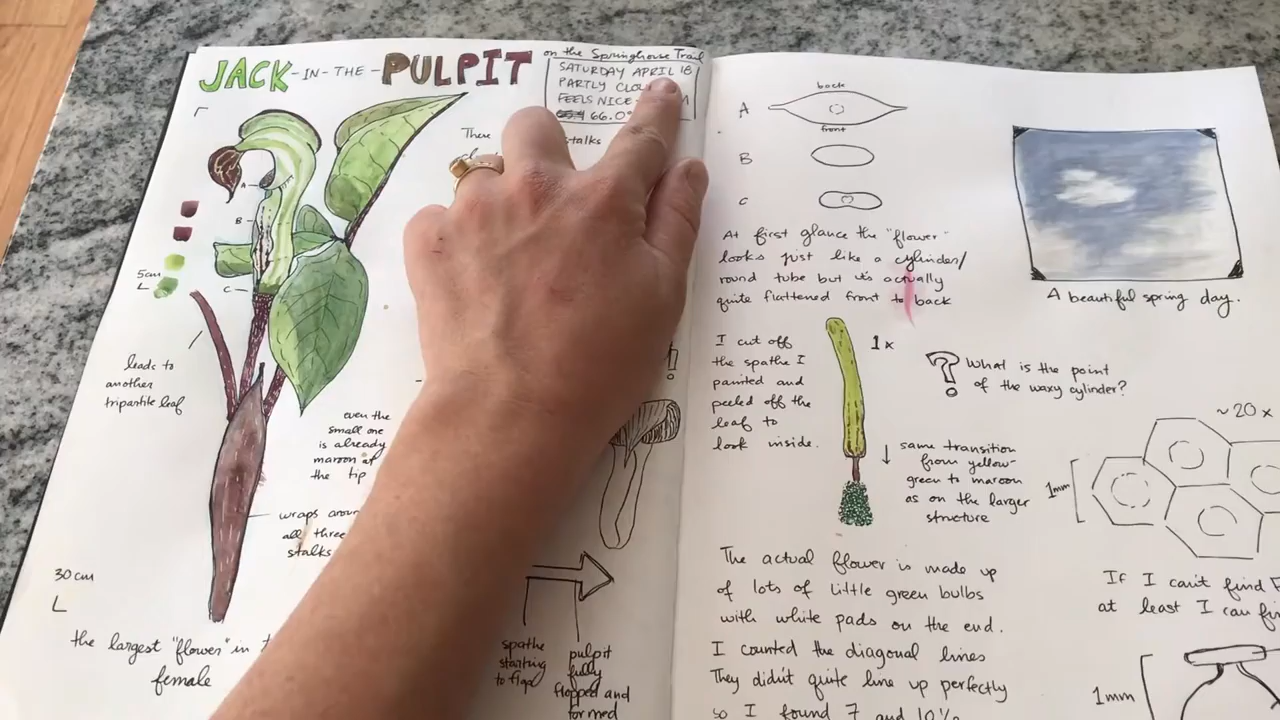 JACK-IN-THE-PULPIT
on the Springhouse Trail
SATURDAY APRIL 18
PARTLY
FEELS NICE
66.0
There
stalks
A
B
C
5cm
leads to
another
tripartite leaf
even the
small one
is already
maroon at
the tip
wraps
all three
stalks
30cm
the largest "flower" in
female
spathe
starting
to flop
pulpit
fully
flopped and
formed
A
back
front
B
C
At first glance the "flower"
looks just like a cylinder/
round tube but it's actually
quite flattened front to back
A beautiful spring day.
I cut off
the spathe I
painted and
peeled off the
leaf to
look inside.
1x
? What is the point
of the waxy cylinder?
↓ same transition
from yellow-
green to maroon
as on the larger
structure
~20x
1mm
The actual flower is made up
of lots of little green bulbs
with white pads on the end.
I counted the diagonal lines
They didn't quite line up perfectly
so I found 7 and 10½
If I can't find
at least I can
1mm